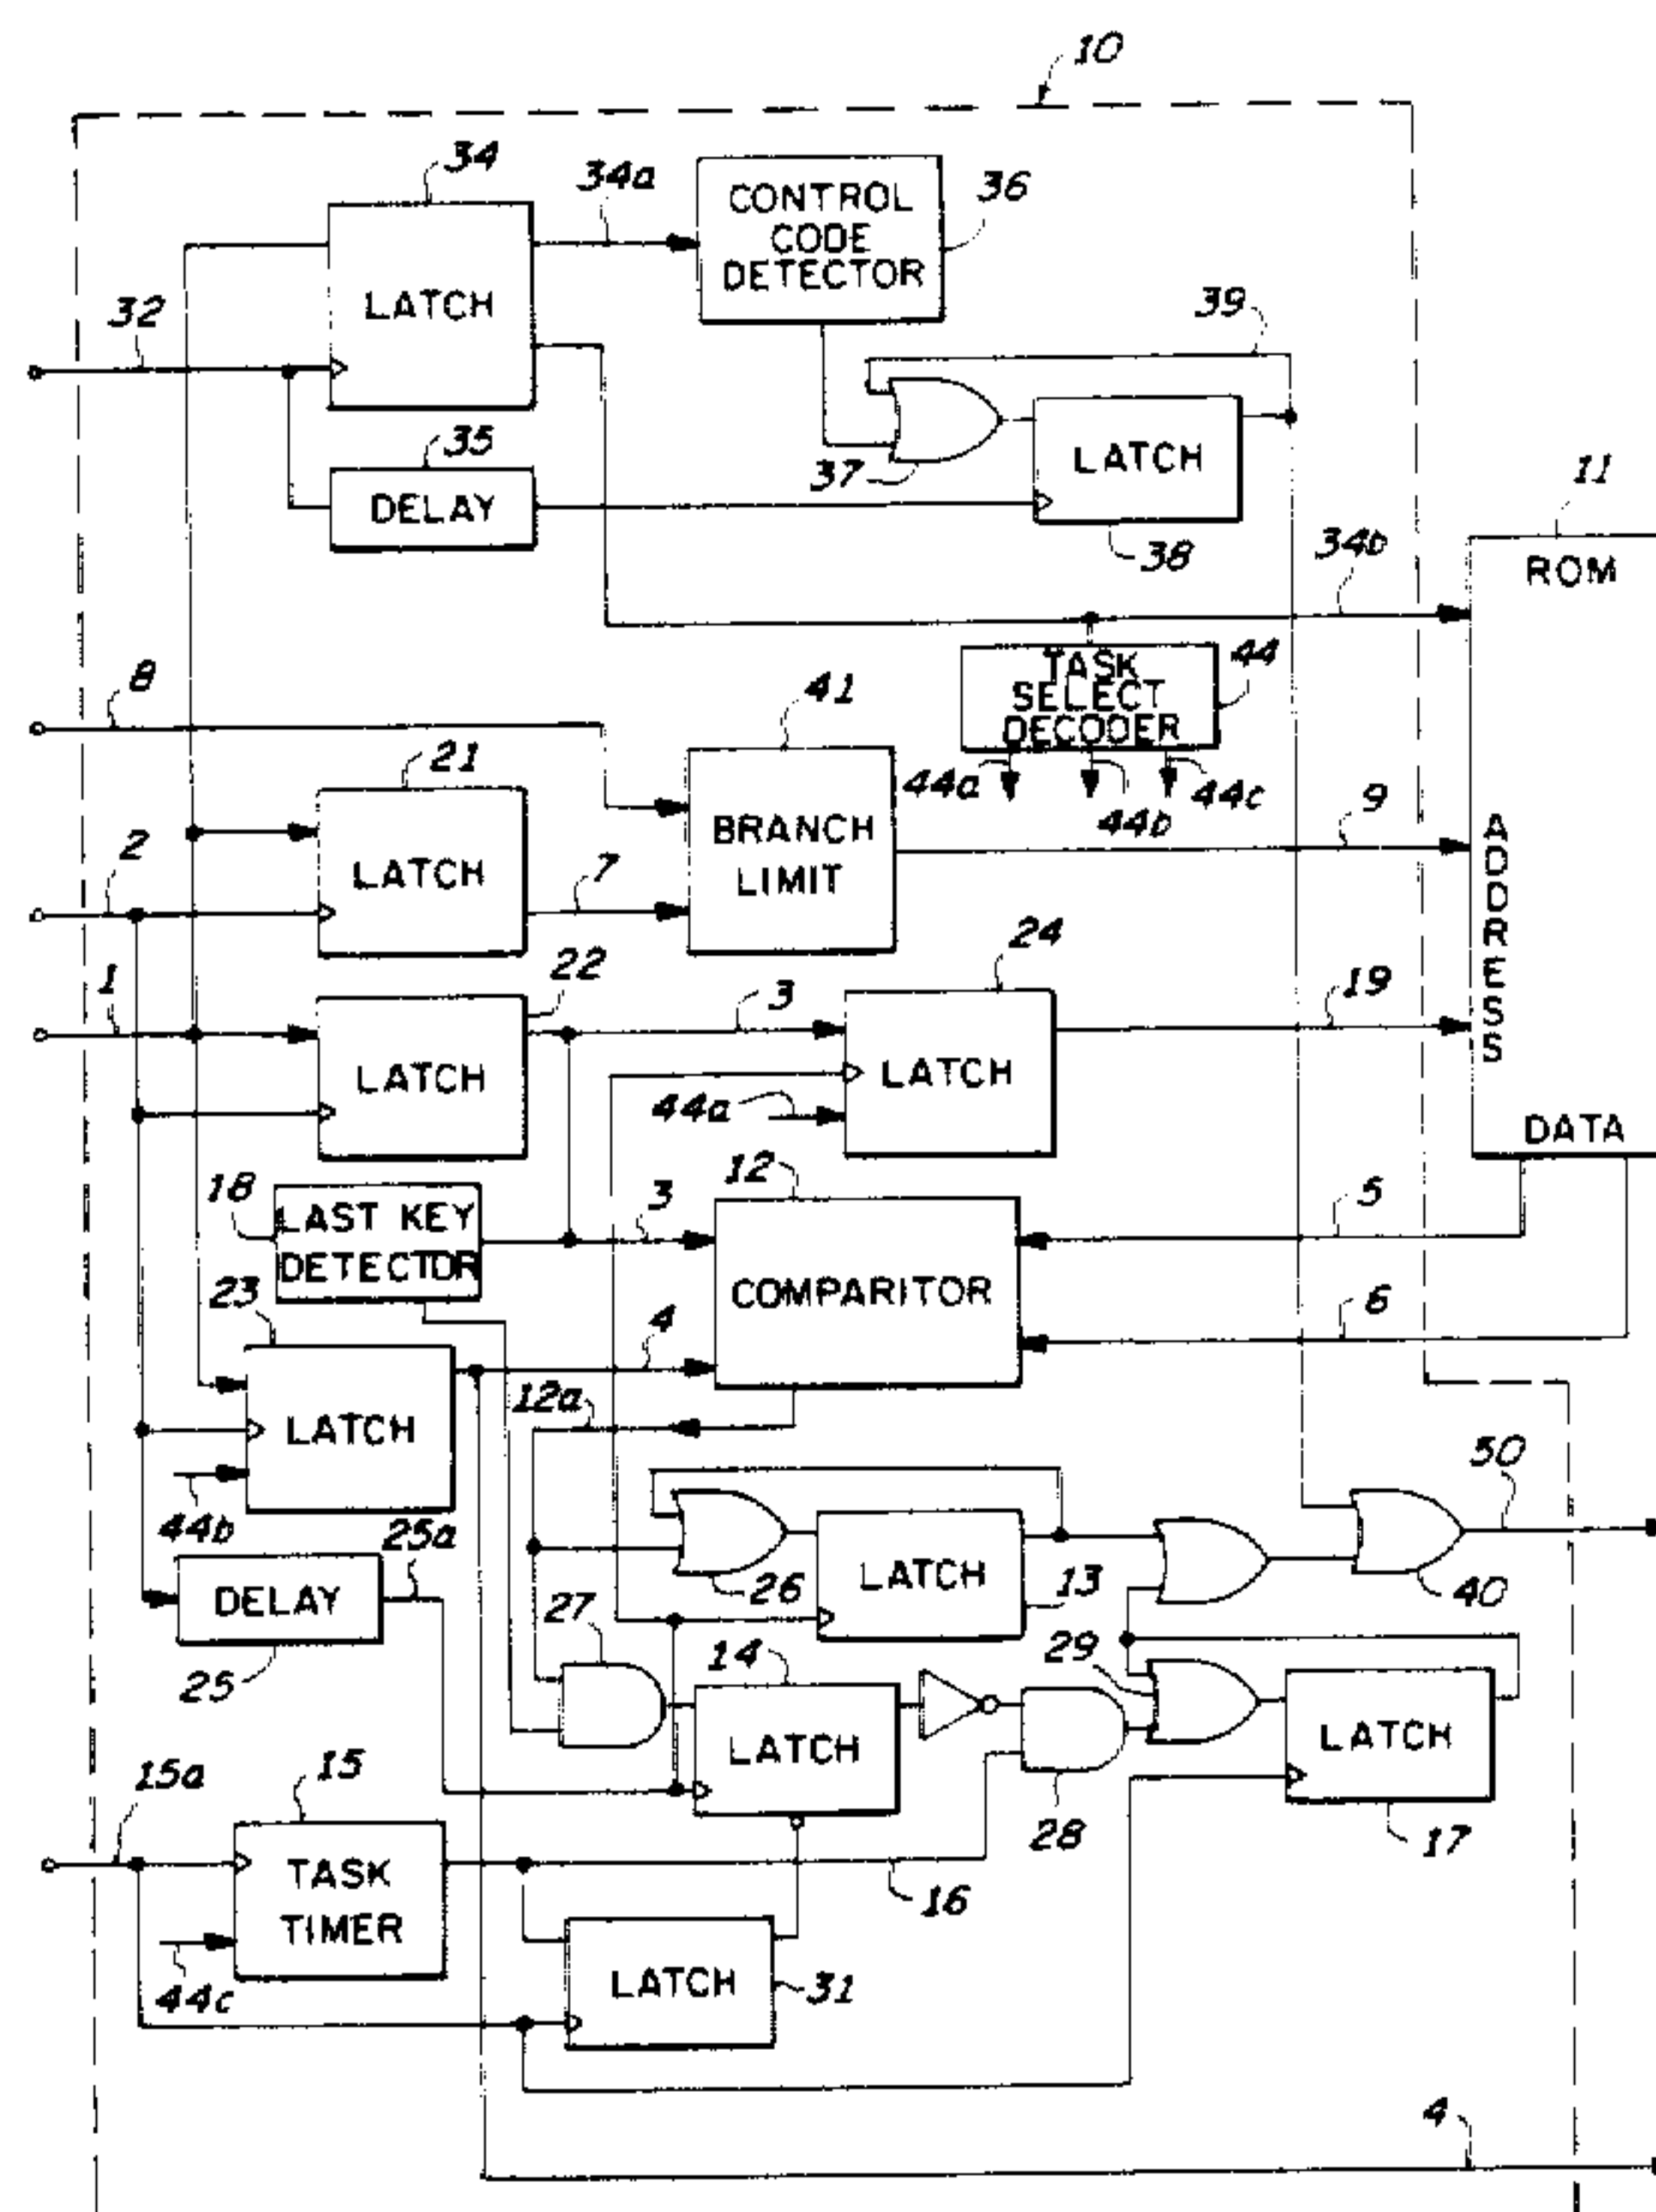 10
34
34a
CONTROL
CODE
DETECTOR
36
LATCH
32
39
35
DELAY
37
LATCH
38
11
ROM
34b
8
41
TASK
SELECT
DECODER
44
44a
44b
44c
21
2
LATCH
7
BRANCH
LIMIT
9
ADDRESS
1
22
3
24
19
LATCH
LATCH
44a
DATA
18
LAST KEY
DETECTOR
3
12
5
COMPARITOR
23
4
6
12a
LATCH
44b
25a
50
DELAY
25
27
26
LATCH
13
40
14
29
LATCH
LATCH
28
17
15a
15
TASK
TIMER
16
44c
LATCH
31
4